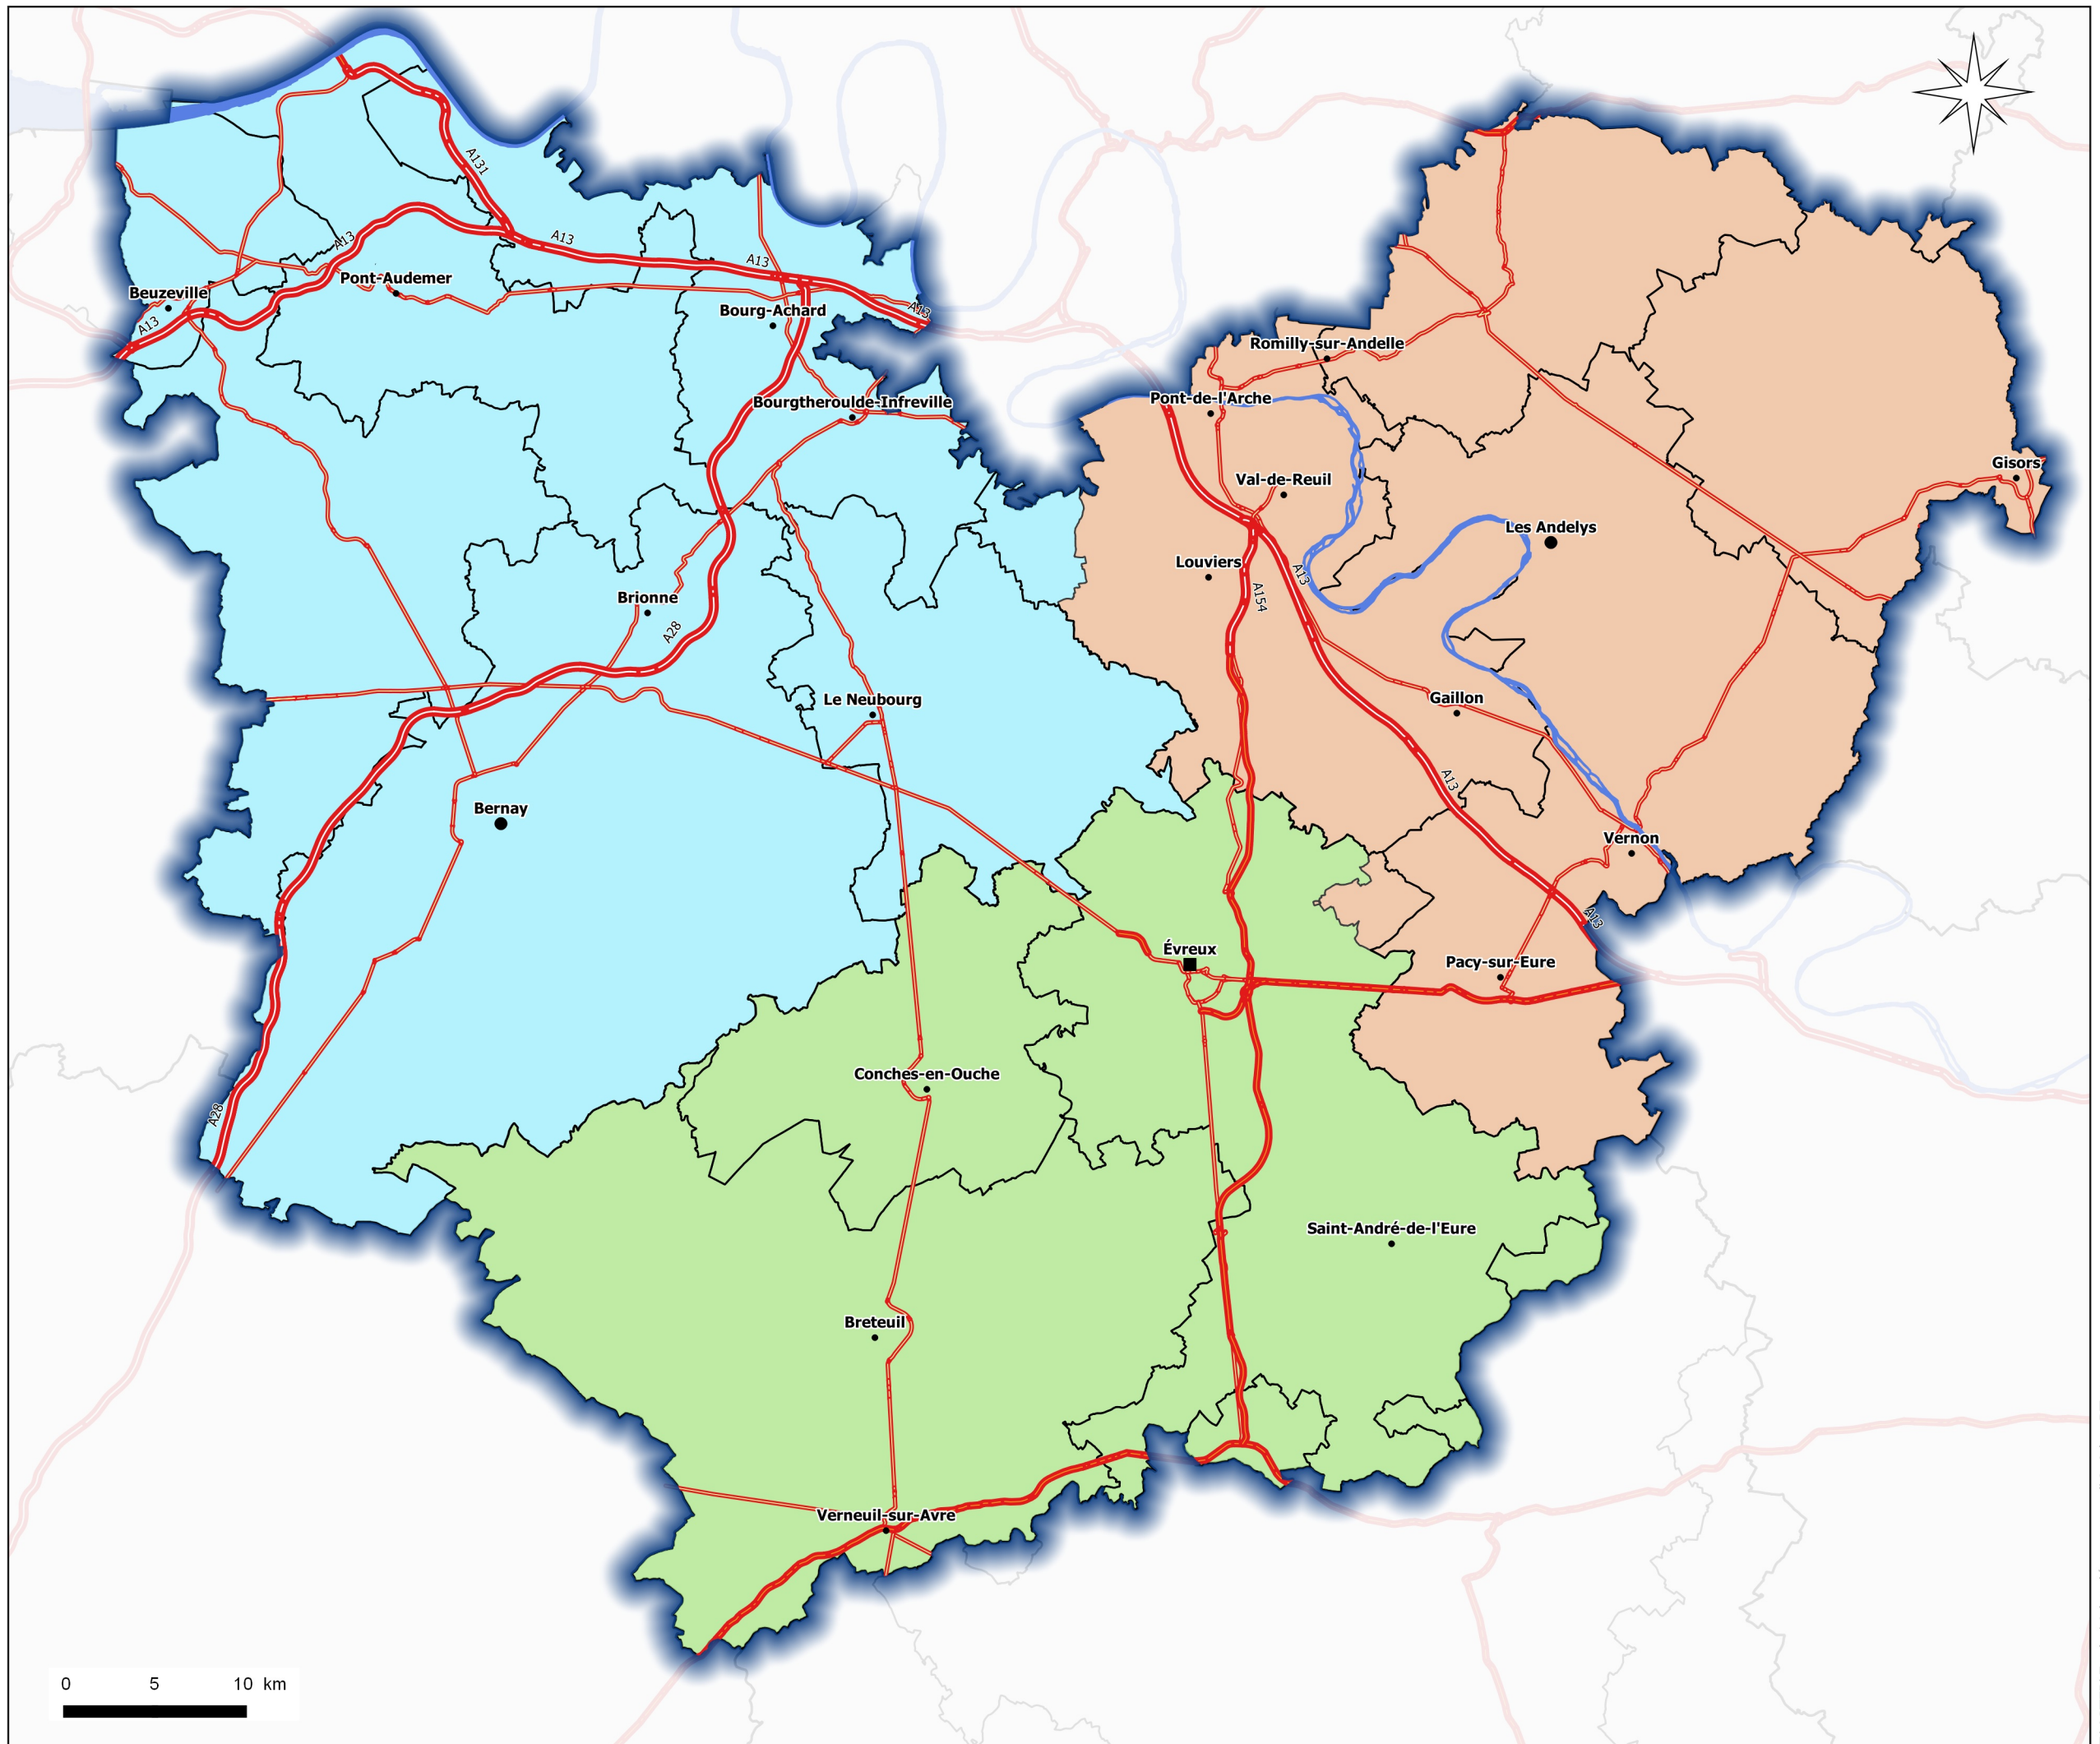 A131
A13
A13
A13
Pont-Audemer
Beuzeville
A13
Bourg-Achard
A13
Romilly-sur-Andelle
Bourgtheroulde-Infreville
Pont-de-l'Arche
Gisors
Val-de-Reuil
Les Andelys
Louviers
A13
A154
Brionne
A28
Le Neubourg
Gaillon
A13
Bernay
Vernon
A13
Évreux
Pacy-sur-Eure
Conches-en-Ouche
A28
Saint-André-de-l'Eure
Breteuil
Verneuil-sur-Avre
0 5 10 km